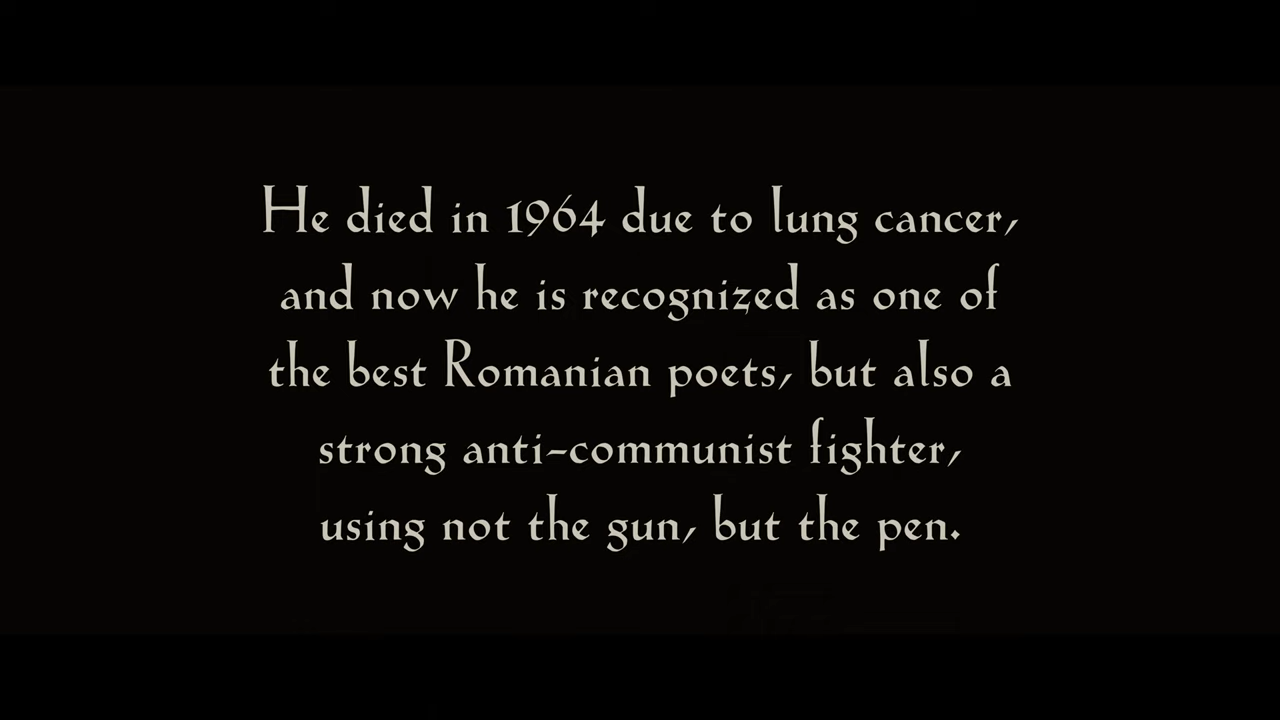 He died in 1964 due to lung cancer,
and now he is recognized as one of
the best Romanian poets, but also a
strong anti-communist fighter,
using not the gun, but the pen.